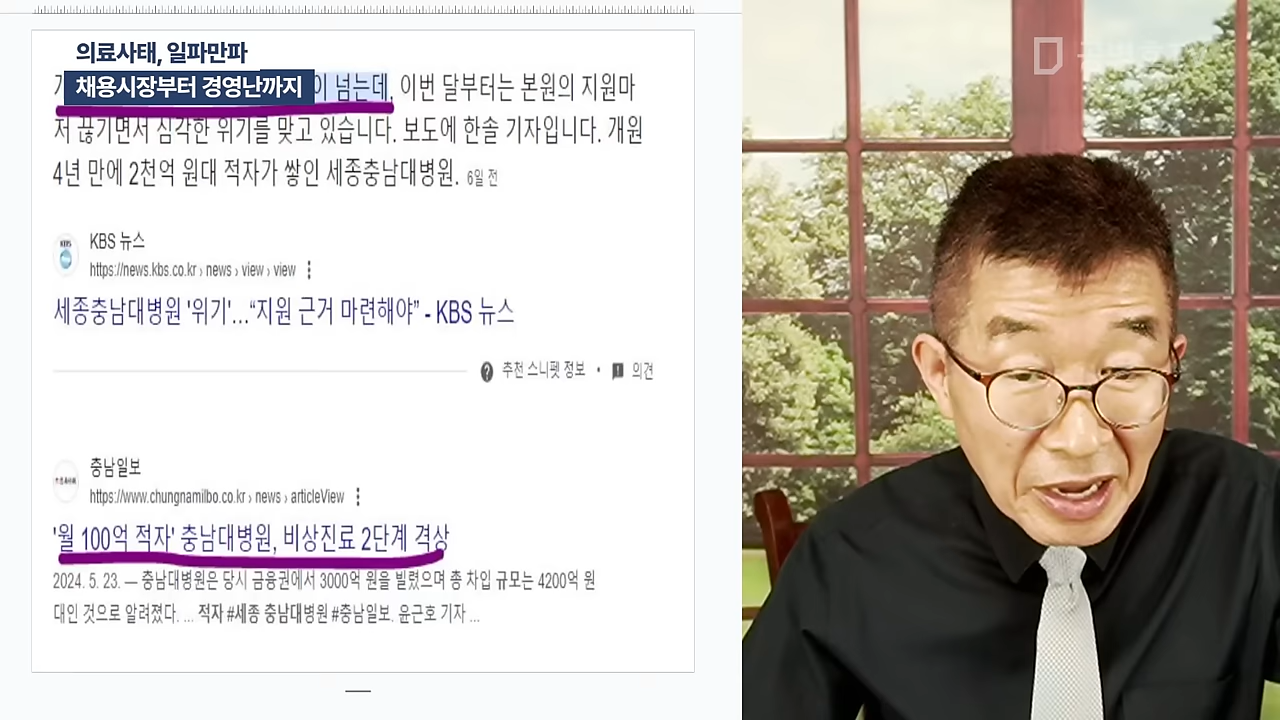 의료사태, 일파만파
채용시장부터 경영난까지
이 넘는데, 이번 달부터는 본원의 지원마
저 끊기면서 심각한 위기를 맞고 있습니다. 보도에 한솔 기자입니다. 개원
4년 만에 2천억 원대 적자가 쌓인 세종충남대병원. 6일 전
KBS
KBS 뉴스
https://news.kbs.co.kr › news › view › view
세종충남대병원 '위기'…“지원 근거 마련해야” - KBS 뉴스
추천 스니펫 정보 • 의견
충남일보
https://www.chungnamilbo.co.kr › news › articleView
'월 100억 적자' 충남대병원, 비상진료 2단계 격상
2024. 5. 23. — 충남대병원은 당시 금융권에서 3000억 원을 빌렸으며 총 차입 규모는 4200억 원
대인 것으로 알려졌다. ... 적자 #세종 충남대병원 #충남일보. 윤근호 기자 ...